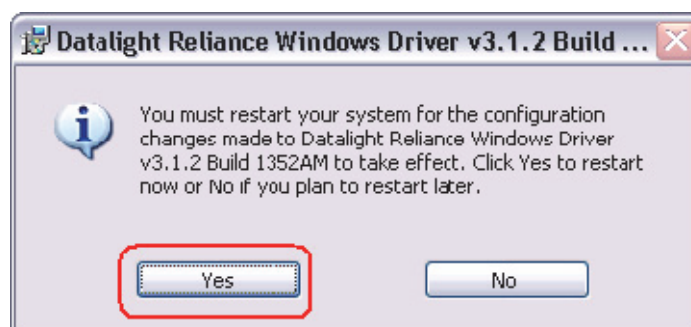 Datalight Reliance Windows Driver v3.1.2 Build ...
You must restart your system for the configuration
changes made to Datalight Reliance Windows Driver
v3.1.2 Build 1352AM to take effect. Click Yes to restart
now or No if you plan to restart later.
Yes
No